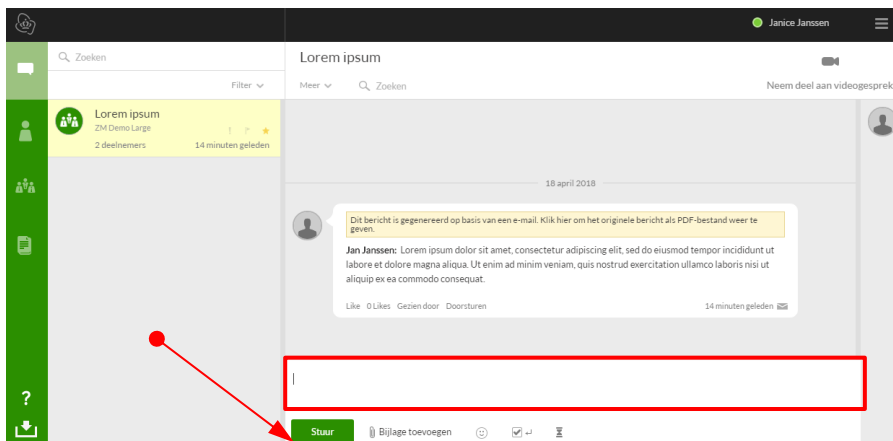 Janice Janssen
Zoeken
Filter
Lorem ipsum
ZM Demo Large
2 deelnemers 14 minuten geleden
Lorem ipsum
Meer Zoeken Neem deel aan videogesprek
18 april 2018
Dit bericht is gegenereerd op basis van een e-mail. Klik hier om het originele bericht als PDF-bestand weer te
geven.
Jan Janssen: Lorem ipsum dolor sit amet, consectetur adipiscing elit, sed do eiusmod tempor incididunt ut
labore et dolore magna aliqua. Ut enim ad minim veniam, quis nostrud exercitation ullamco laboris nisi ut
aliquip ex ea commodo consequat.
Like 0 Likes Gezien door Doorsturen 14 minuten geleden
?
Stuur Bijlage toevoegen